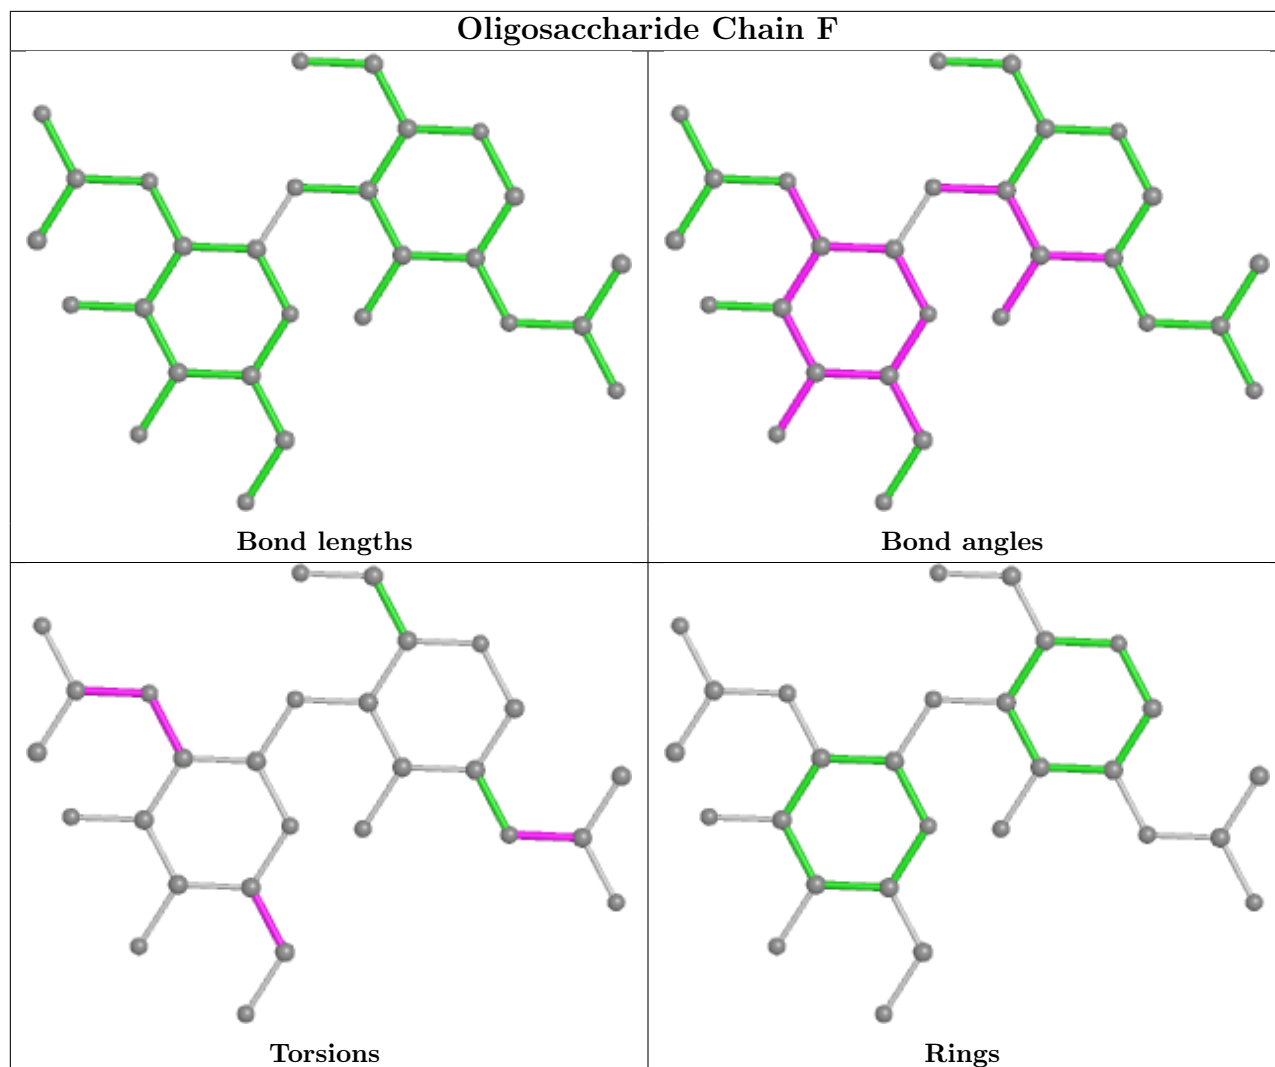 Oligosaccharide Chain F
Bond lengths
Bond angles
Torsions
Rings